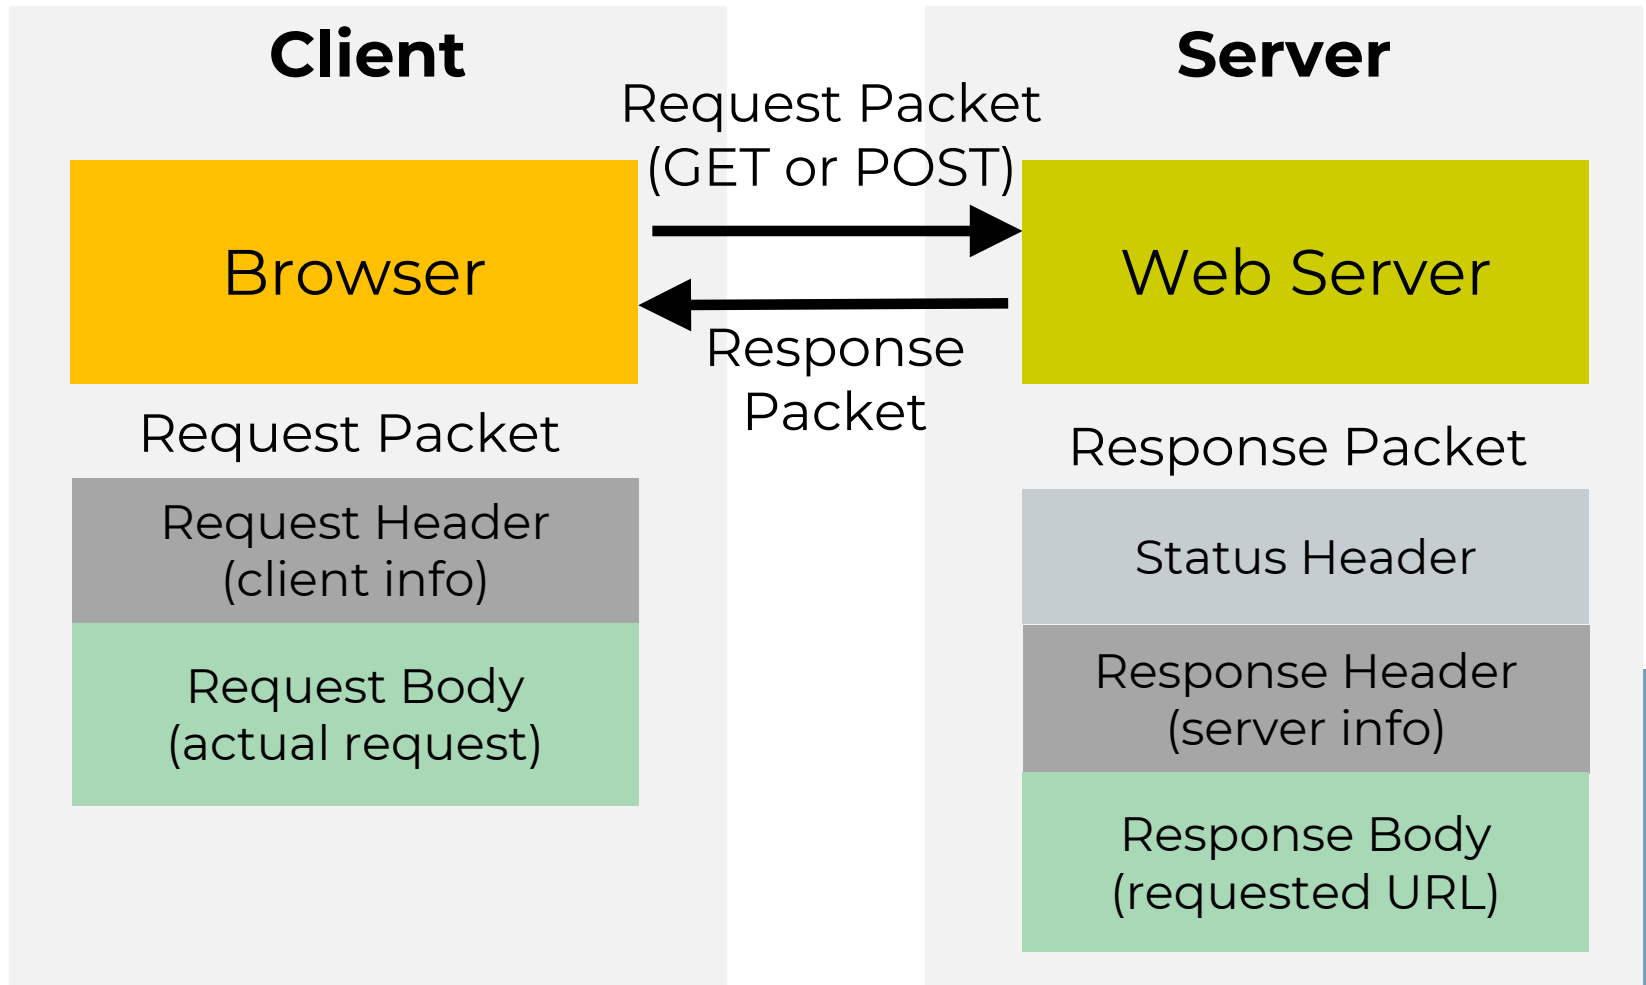 Client
Server
Request Packet
(GET or POST)
Browser
Web Server
Response
Packet
Request Packet
Request Header
(client info)
Request Body
(actual request)
Response Packet
Status Header
Response Header
(server info)
Response Body
(requested URL)